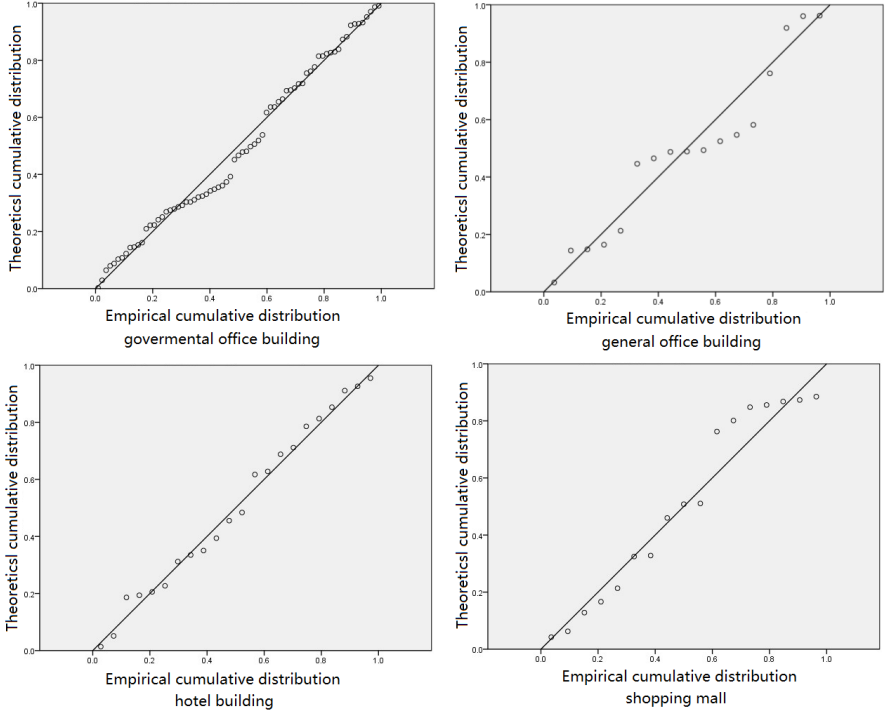 Theoreticsl cumulative distribution
1.0
0.8
0.6
0.4
0.2
0.0
0.0 0.2 0.4 0.6 0.8 1.0
Empirical cumulative distribution
govermental office building
Theoreticsl cumulative distribution
1.0
0.8
0.6
0.4
0.2
0.0
0.0 0.2 0.4 0.6 0.8 1.0
Empirical cumulative distribution
general office building
Theoreticsl cumulative distribution
1.0
0.8
0.6
0.4
0.2
0.0
0.0 0.2 0.4 0.6 0.8 1.0
Empirical cumulative distribution
hotel building
Theoreticsl cumulative distribution
1.0
0.8
0.6
0.4
0.2
0.0
0.0 0.2 0.4 0.6 0.8 1.0
Empirical cumulative distribution
shopping mall